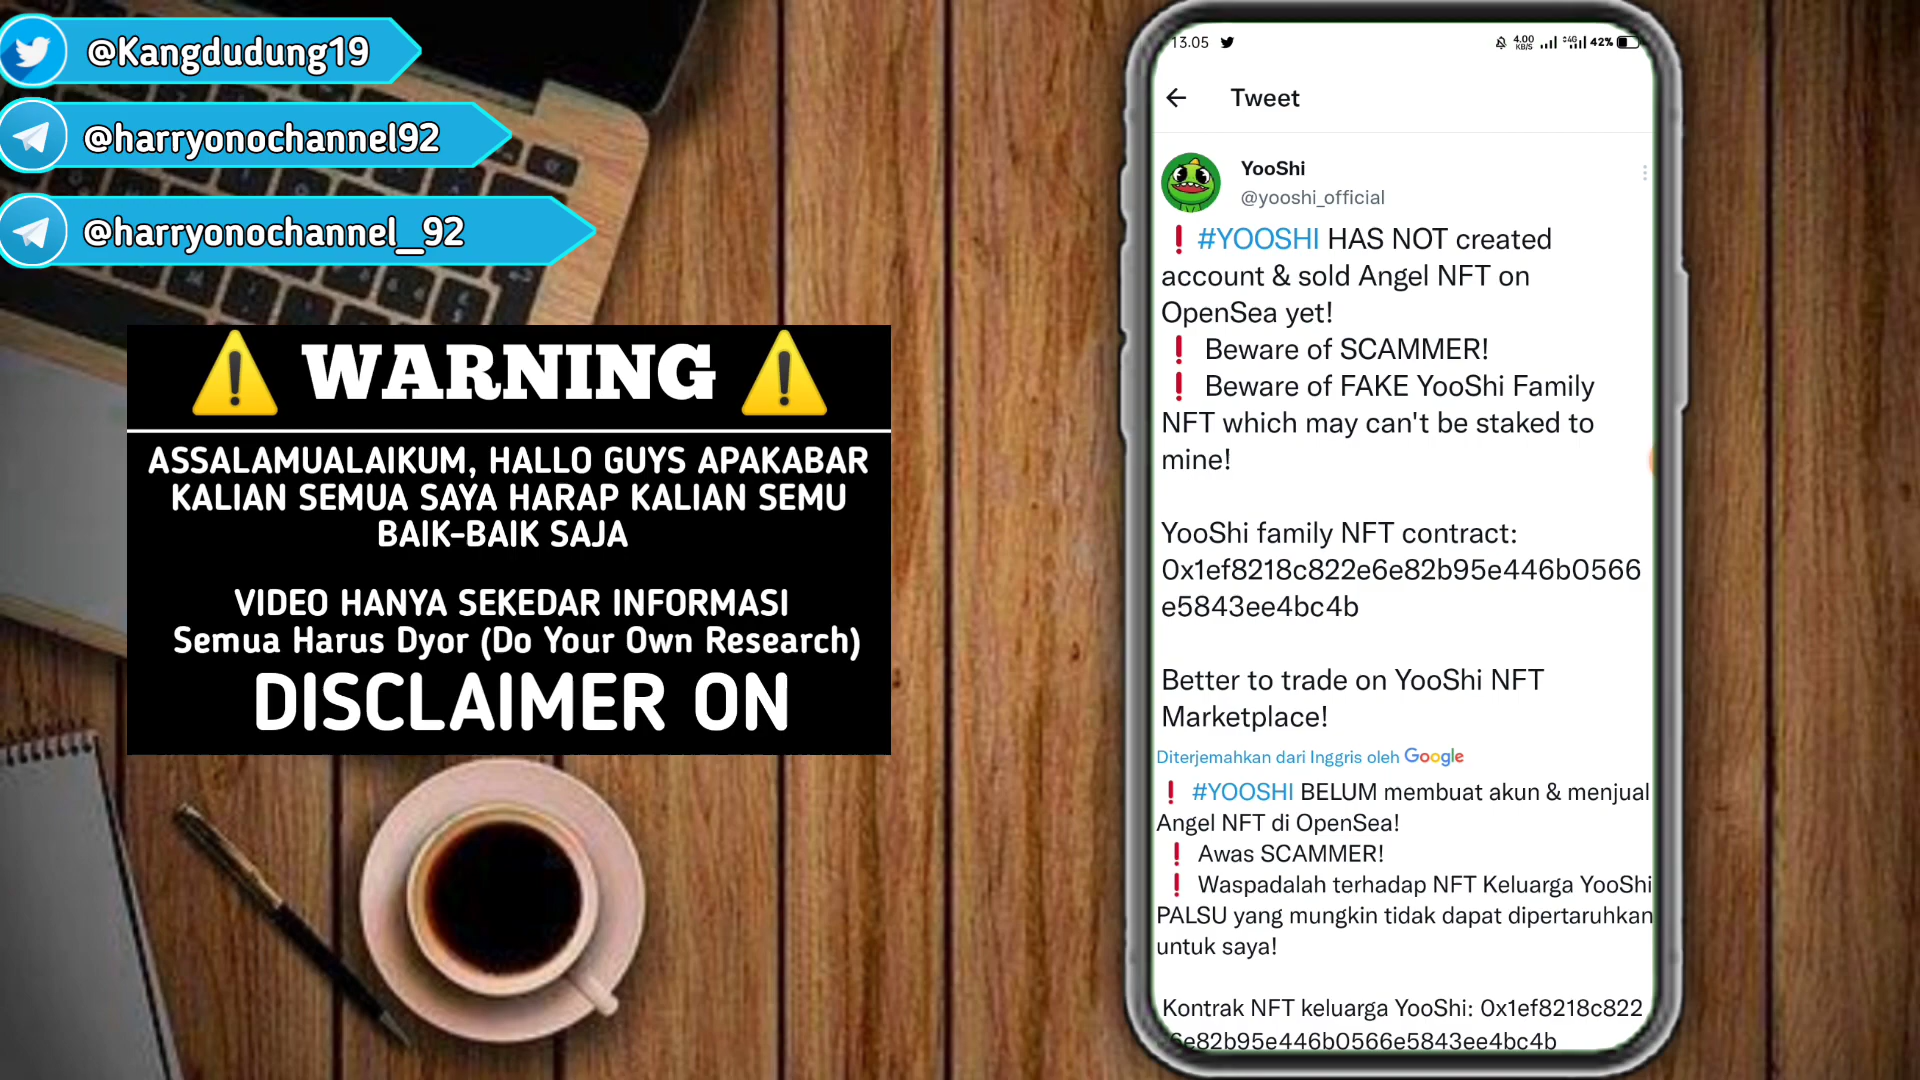 @Kangdudung19
@harryonochannel92
@harryonochannel_92
WARNING
ASSALAMUALAIKUM, HALLO GUYS APAKABAR
KALIAN SEMUA SAYA HARAP KALIAN SEMU
BAIK-BAIK SAJA
VIDEO HANYA SEKEDAR INFORMASI
Semua Harus Dyor (Do Your Own Research)
DISCLAIMER ON
13.05
4.00 KB/S 4G 42%
Tweet
YooShi
@yooshi_official
❗ #YOOSHI HAS NOT created
account & sold Angel NFT on
OpenSea yet!
❗ Beware of SCAMMER!
❗ Beware of FAKE YooShi Family
NFT which may can't be staked to
mine!
YooShi family NFT contract:
0x1ef8218c822e6e82b95e446b0566
e5843ee4bc4b
Better to trade on YooShi NFT
Marketplace!
Diterjemahkan dari Inggris oleh Google
❗ #YOOSHI BELUM membuat akun & menjual
Angel NFT di OpenSea!
❗ Awas SCAMMER!
❗ Waspadalah terhadap NFT Keluarga YooShi
PALSU yang mungkin tidak dapat dipertaruhkan
untuk saya!
Kontrak NFT keluarga YooShi: 0x1ef8218c822
6e82b95e446b0566e5843ee4bc4b